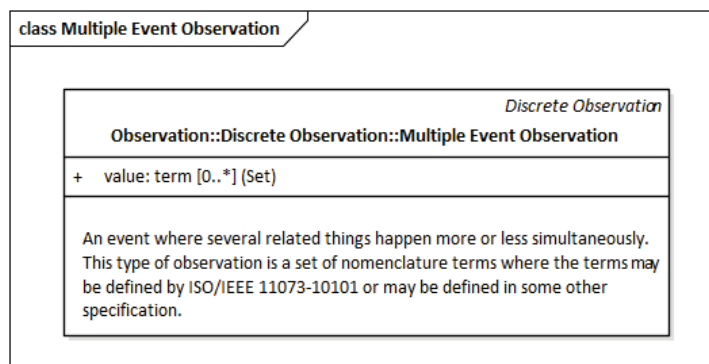 class Multiple Event Observation
Discrete Observation
Observation::Discrete Observation::Multiple Event Observation
+ value: term [0..*] (Set)
An event where several related things happen more or less simultaneously.
This type of observation is a set of nomenclature terms where the terms may
be defined by ISO/IEEE 11073-10101 or may be defined in some other
specification.